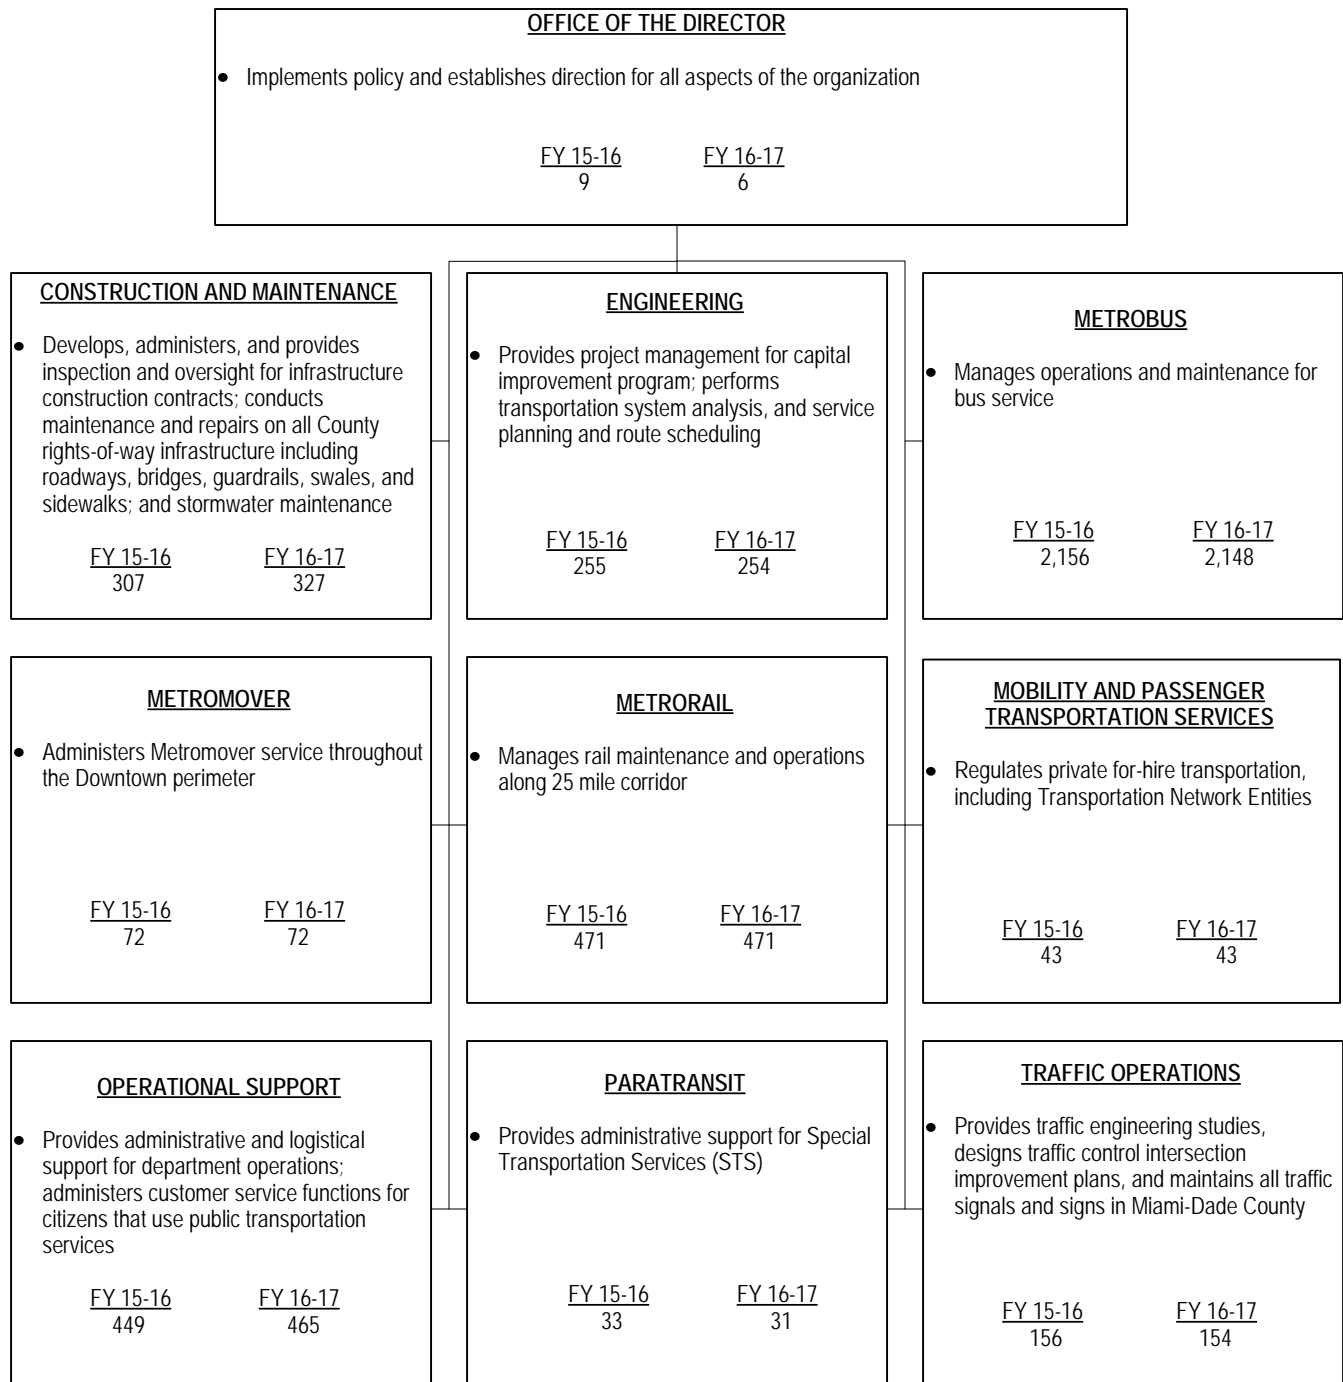 OFFICE OF THE DIRECTOR
• Implements policy and establishes direction for all aspects of the organization
FY 15-16 FY 16-17
9 6
CONSTRUCTION AND MAINTENANCE
• Develops, administers, and provides
inspection and oversight for infrastructure
construction contracts; conducts
maintenance and repairs on all County
rights-of-way infrastructure including
roadways, bridges, guardrails, swales, and
sidewalks; and stormwater maintenance
FY 15-16 FY 16-17
307 327
ENGINEERING
• Provides project management for capital
improvement program; performs
transportation system analysis, and service
planning and route scheduling
FY 15-16 FY 16-17
255 254
METROBUS
• Manages operations and maintenance for
bus service
FY 15-16 FY 16-17
2,156 2,148
METROMOVER
• Administers Metromover service throughout
the Downtown perimeter
FY 15-16 FY 16-17
72 72
METRORAIL
• Manages rail maintenance and operations
along 25 mile corridor
FY 15-16 FY 16-17
471 471
MOBILITY AND PASSENGER
TRANSPORTATION SERVICES
• Regulates private for-hire transportation,
including Transportation Network Entities
FY 15-16 FY 16-17
43 43
OPERATIONAL SUPPORT
• Provides administrative and logistical
support for department operations;
administers customer service functions for
citizens that use public transportation
services
FY 15-16 FY 16-17
449 465
PARATRANSIT
• Provides administrative support for Special
Transportation Services (STS)
FY 15-16 FY 16-17
33 31
TRAFFIC OPERATIONS
• Provides traffic engineering studies,
designs traffic control intersection
improvement plans, and maintains all traffic
signals and signs in Miami-Dade County
FY 15-16 FY 16-17
156 154